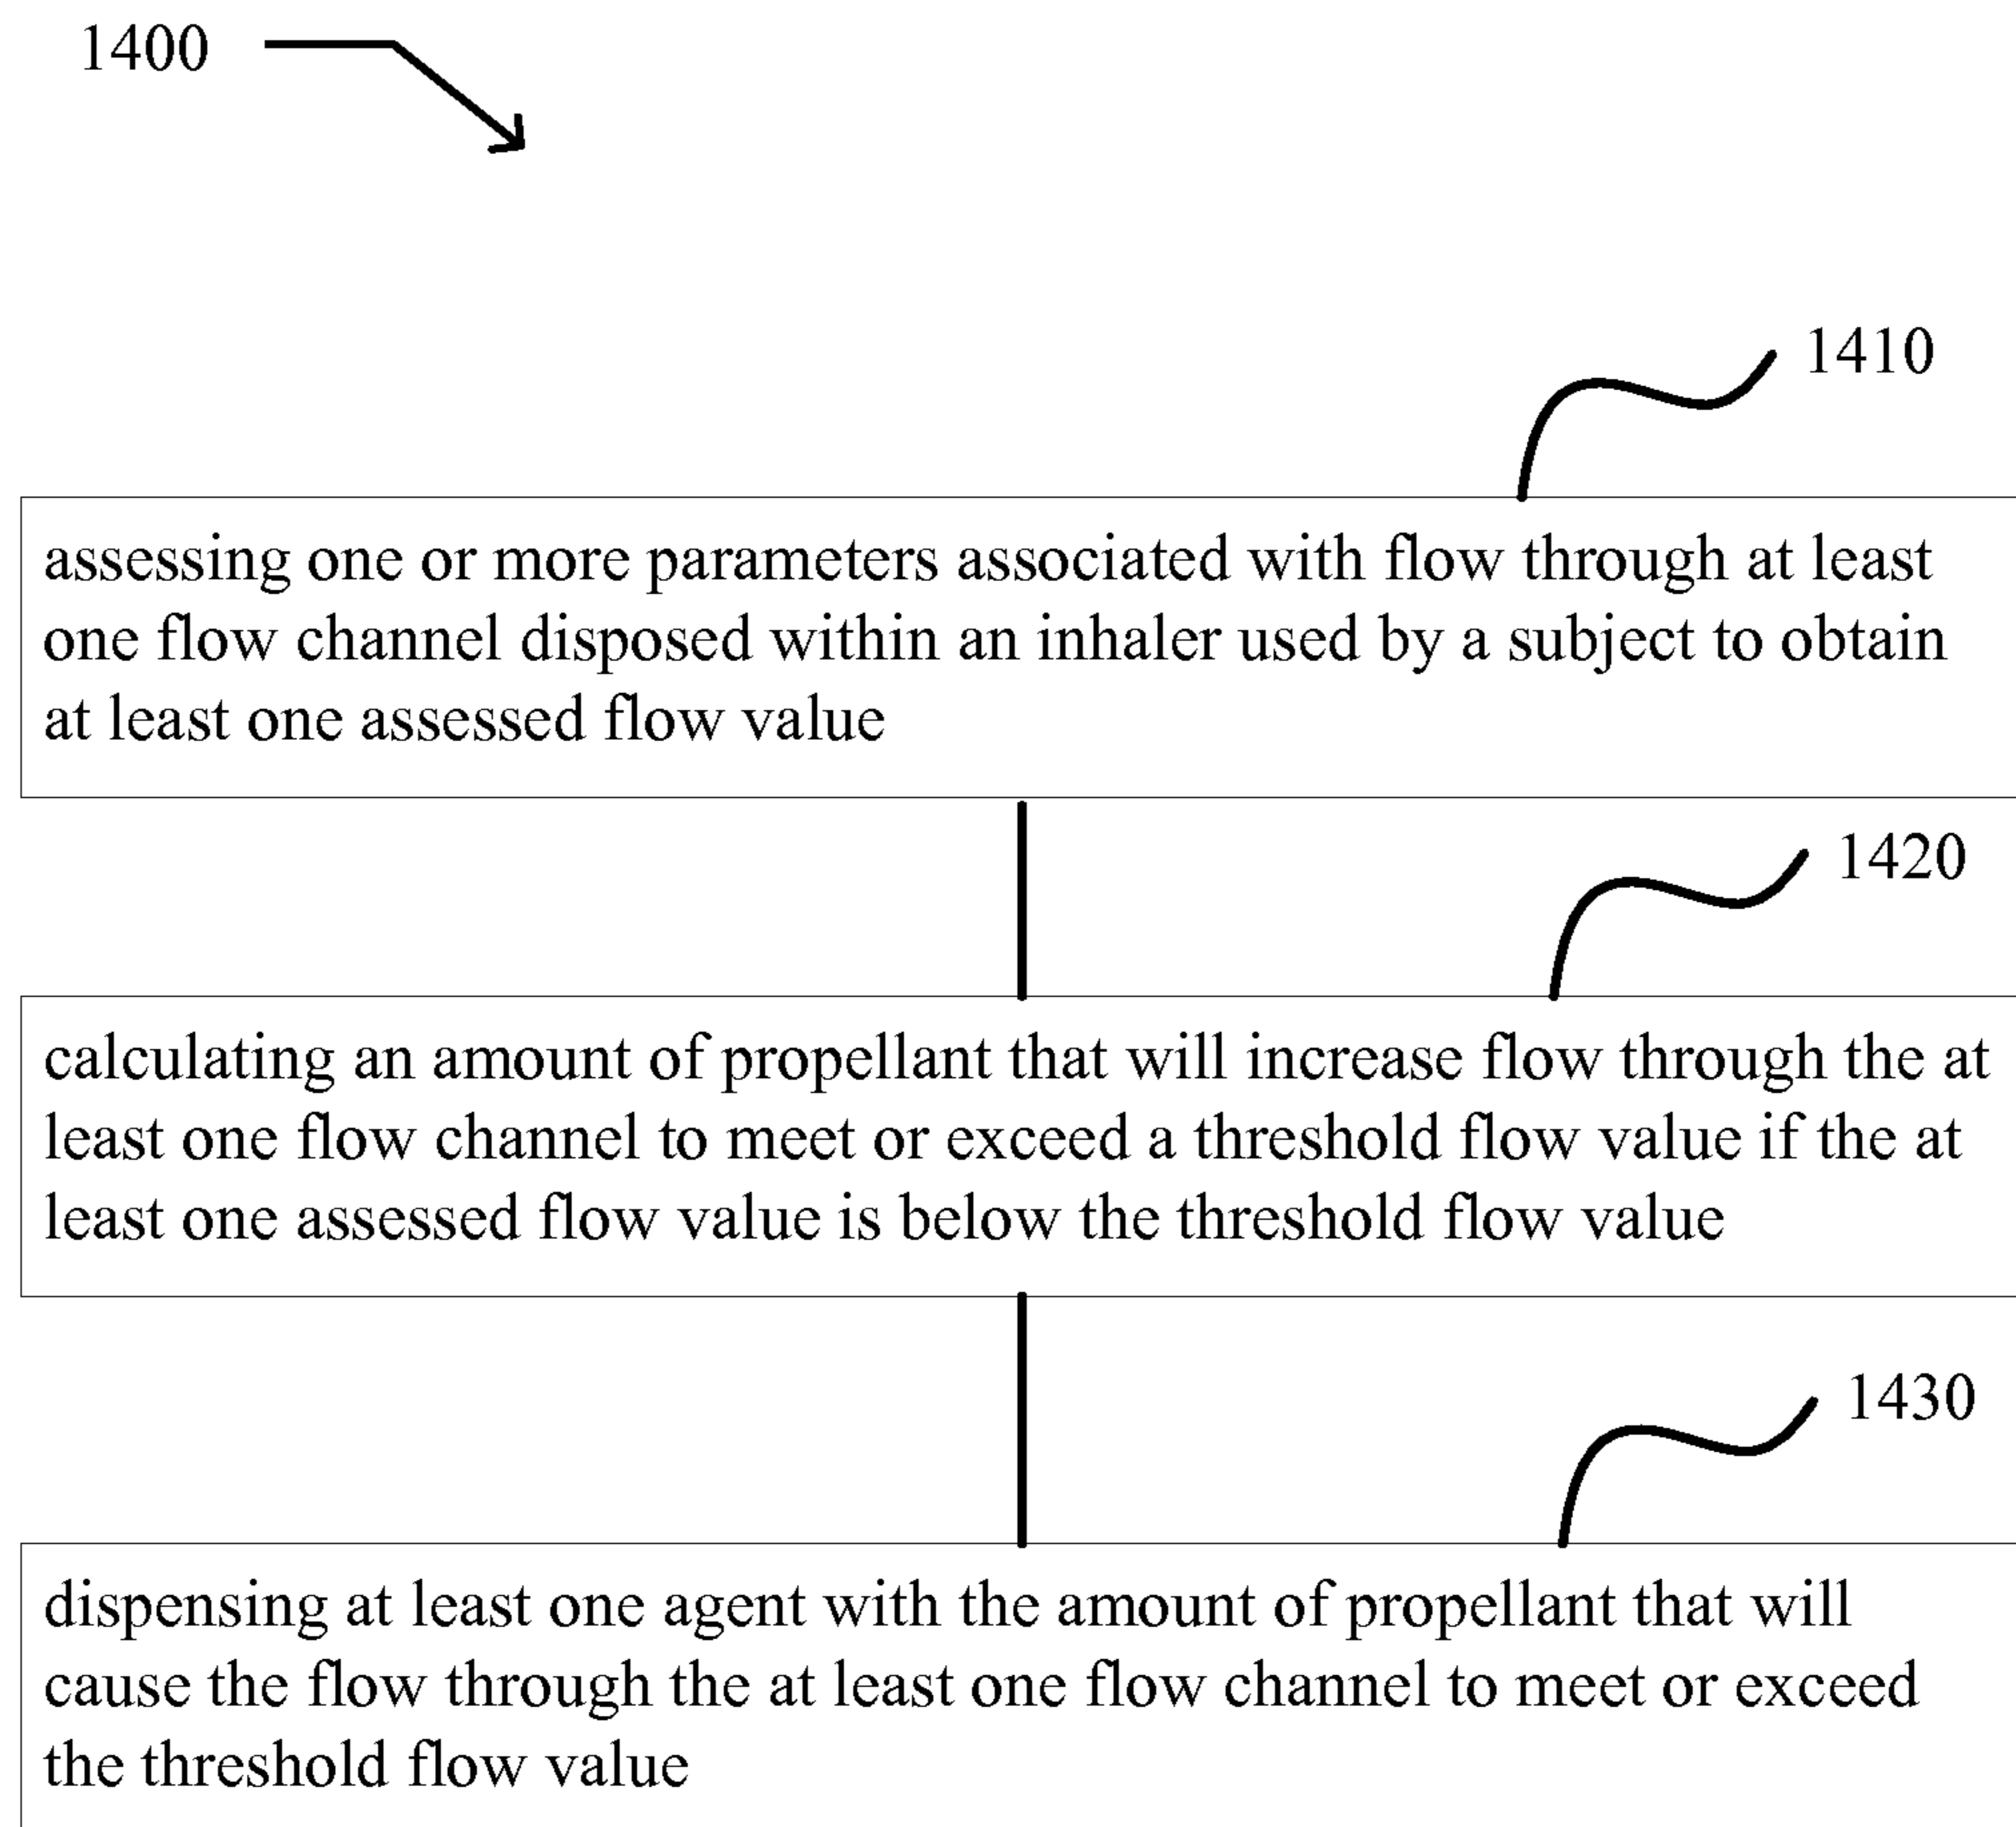 1400
1410
assessing one or more parameters associated with flow through at least
one flow channel disposed within an inhaler used by a subject to obtain
at least one assessed flow value
1420
calculating an amount of propellant that will increase flow through the at
least one flow channel to meet or exceed a threshold flow value if the at
least one assessed flow value is below the threshold flow value
1430
dispensing at least one agent with the amount of propellant that will
cause the flow through the at least one flow channel to meet or exceed
the threshold flow value